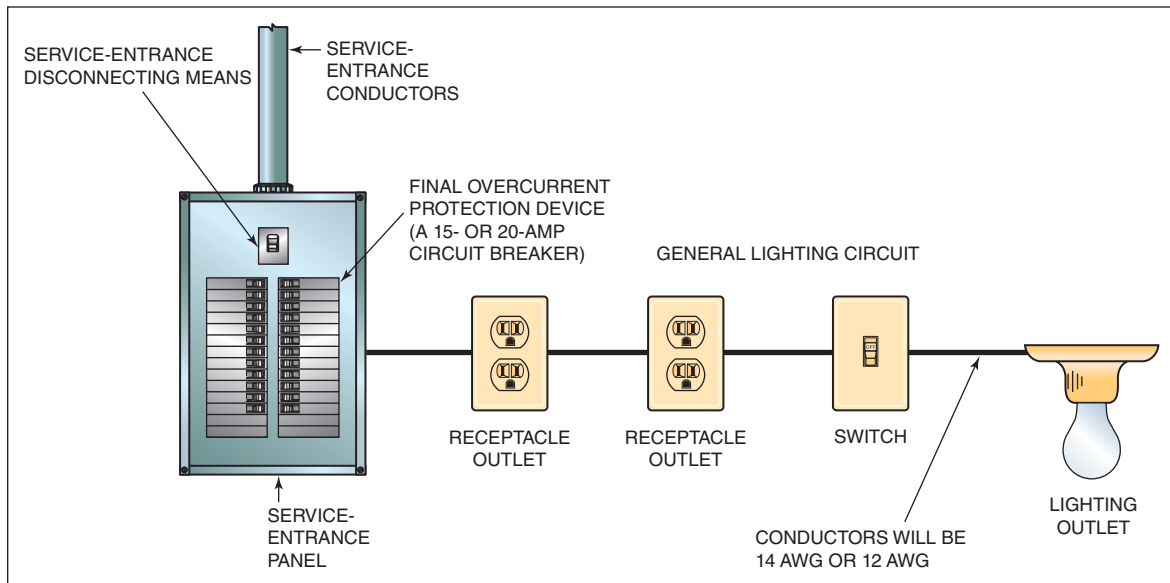 SERVICE-ENTRANCE
DISCONNECTING MEANS
SERVICE-
ENTRANCE
CONDUCTORS
FINAL OVERCURRENT
PROTECTION DEVICE
(A 15- OR 20-AMP
CIRCUIT BREAKER)
GENERAL LIGHTING CIRCUIT
OFF
RECEPTACLE
OUTLET
RECEPTACLE
OUTLET
SWITCH
LIGHTING
OUTLET
SERVICE-
ENTRANCE
PANEL
CONDUCTORS WILL BE
14 AWG OR 12 AWG